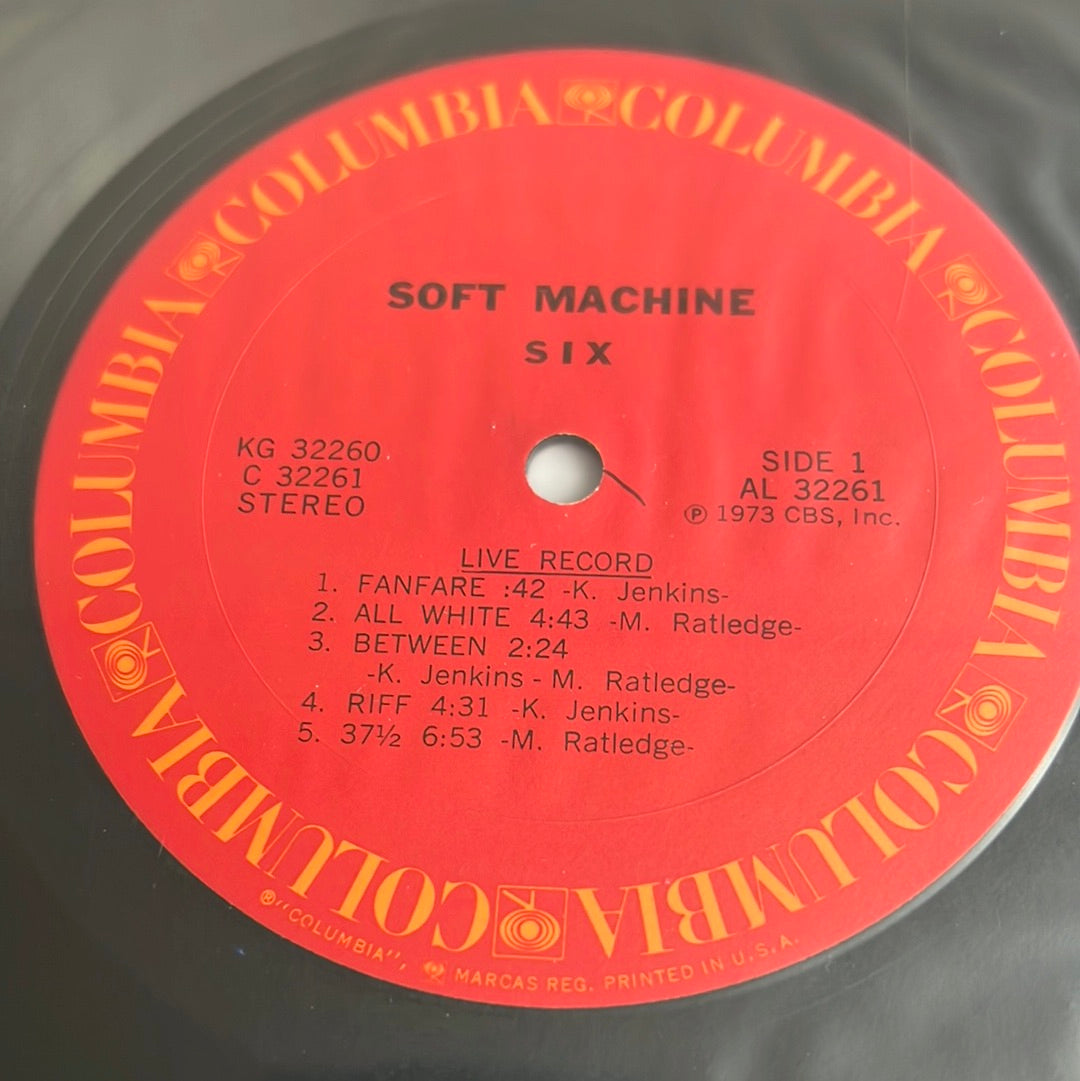 COLUMBIA COLUMBIA COLUMBIA COLUMBIA COLUMBIA COLUMBIA COLUMBIA COLUMBIA
SOFT MACHINE
SIX
KG 32260
C 32261
STEREO
SIDE 1
AL 32261
℗ 1973 CBS, Inc.
LIVE RECORD
1. FANFARE :42 -K. Jenkins-
2. ALL WHITE 4:43 -M. Ratledge-
3. BETWEEN 2:24
-K. Jenkins - M. Ratledge-
4. RIFF 4:31 -K. Jenkins-
5. 37½ 6:53 -M. Ratledge-
®"COLUMBIA", MARCAS REG. PRINTED IN U.S.A.